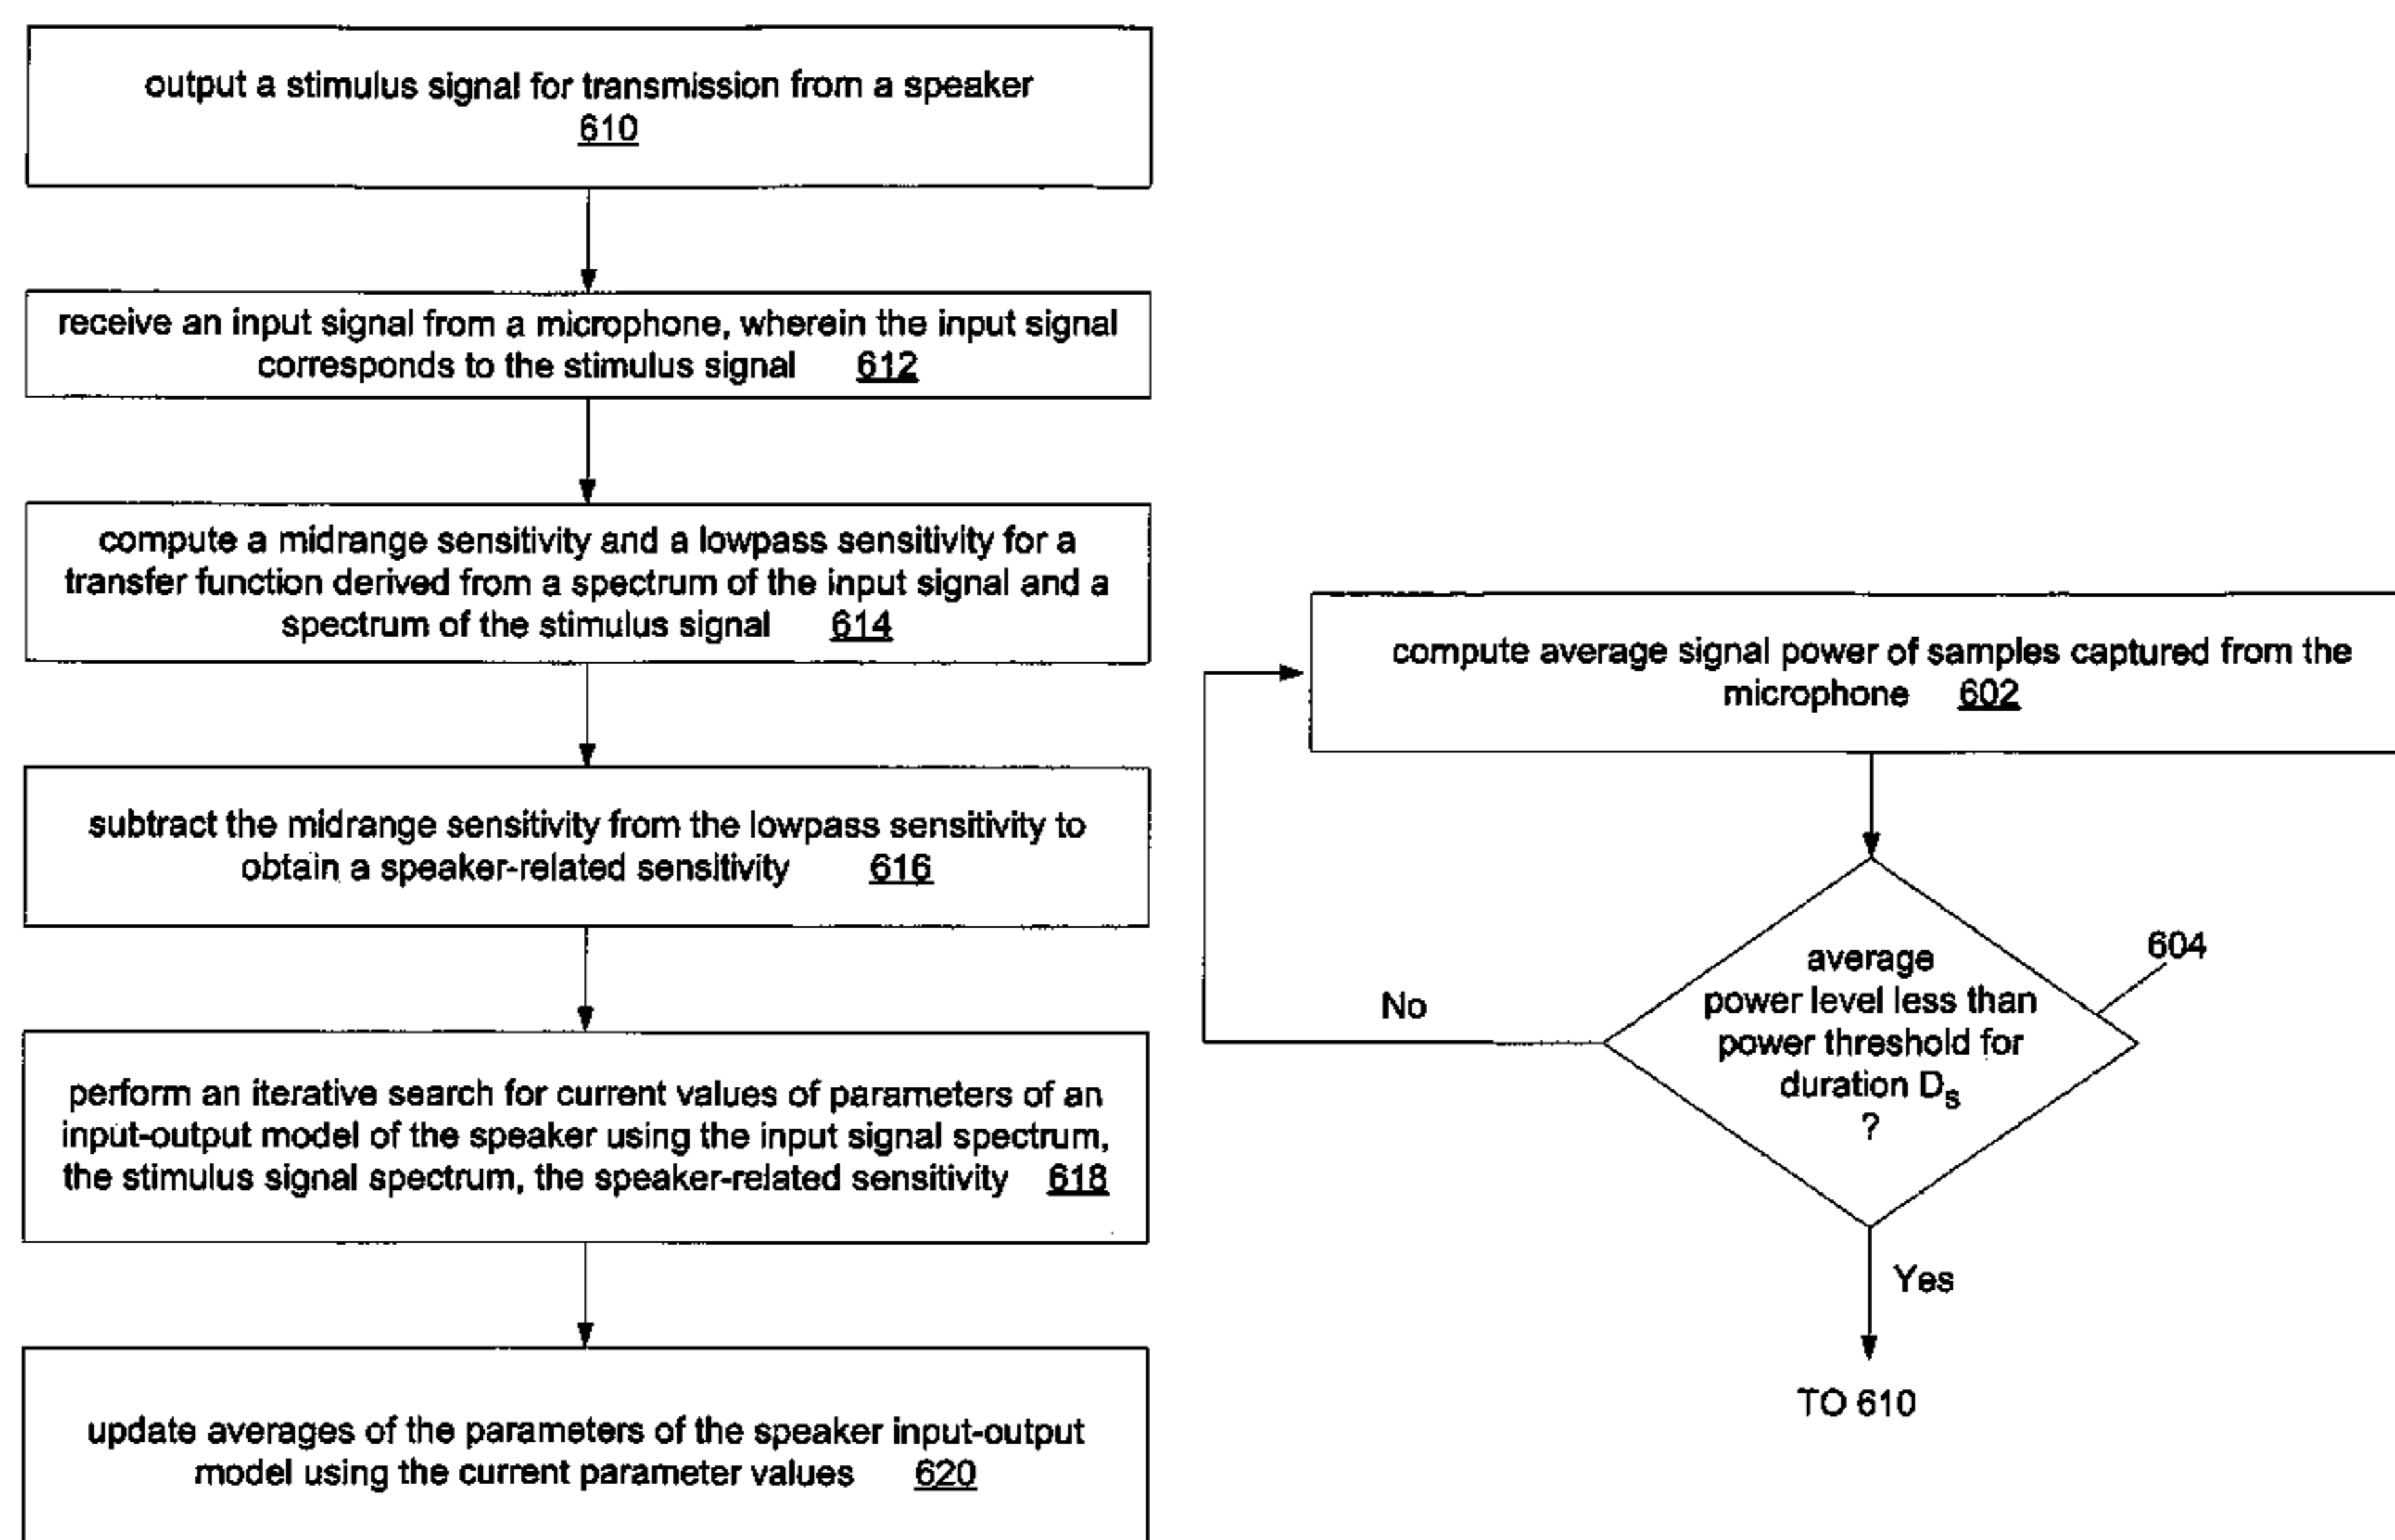 output a stimulus signal for transmission from a speaker
610
receive an input signal from a microphone, wherein the input signal
corresponds to the stimulus signal 612
compute a midrange sensitivity and a lowpass sensitivity for a
transfer function derived from a spectrum of the input signal and a
spectrum of the stimulus signal 614
subtract the midrange sensitivity from the lowpass sensitivity to
obtain a speaker-related sensitivity 616
perform an iterative search for current values of parameters of an
input-output model of the speaker using the input signal spectrum,
the stimulus signal spectrum, the speaker-related sensitivity 618
update averages of the parameters of the speaker input-output
model using the current parameter values 620
compute average signal power of samples captured from the
microphone 602
604
average
power level less than
power threshold for
duration Ds
?
No
Yes
TO 610